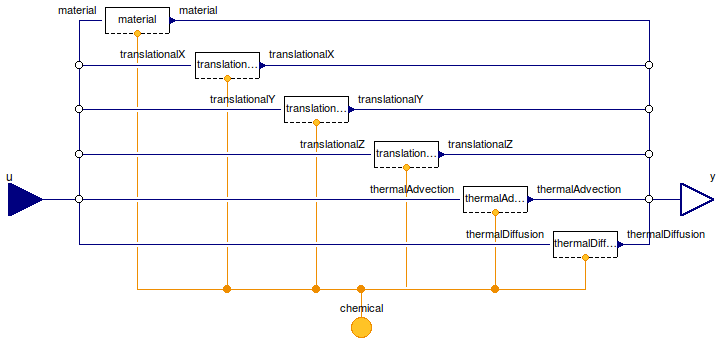 material
material
material
translationalX
translation...
translationalX
translationalY
translation...
translationalY
translationalZ
translation...
translationalZ
u
thermalAdvection
thermalAd...
thermalAdvection
y
thermalDiffusion
thermalDiff...
thermalDiffusion
chemical